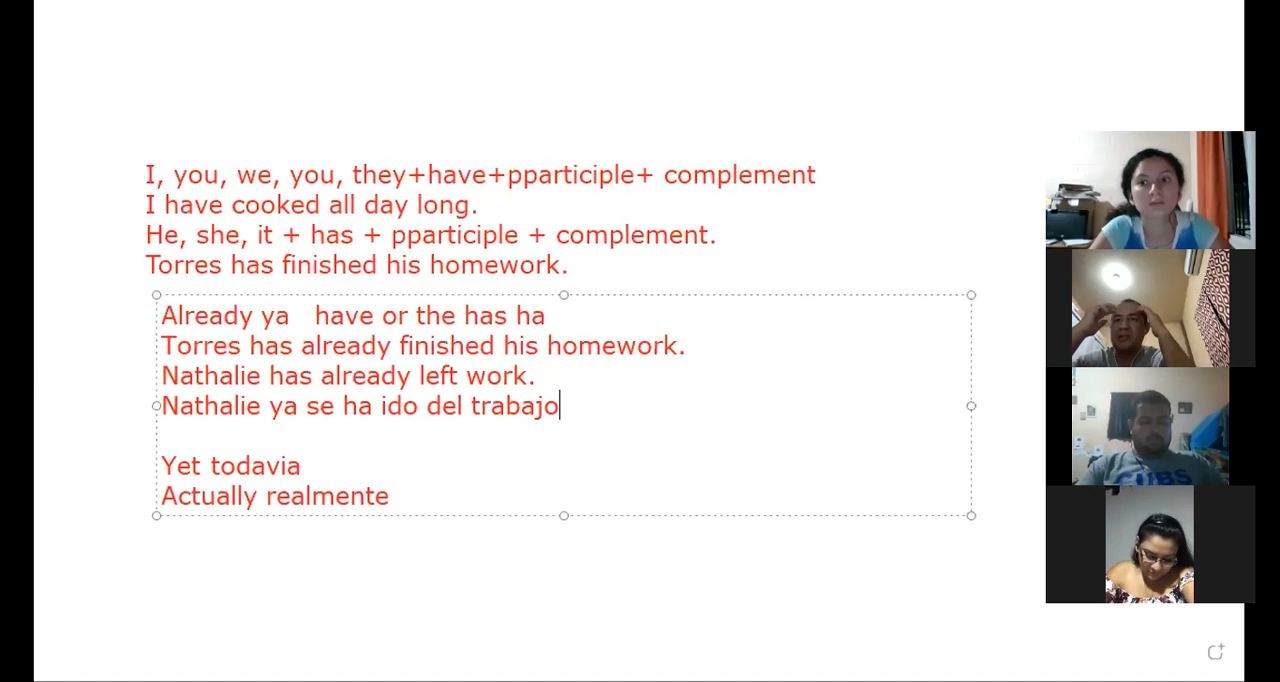 I, you, we, you, they+have+pparticiple+ complement
I have cooked all day long.
He, she, it + has + pparticiple + complement.
Torres has finished his homework.
Already ya have or the has ha
Torres has already finished his homework.
Nathalie has already left work.
Nathalie ya se ha ido del trabajo
Yet todavia
Actually realmente
CUBS